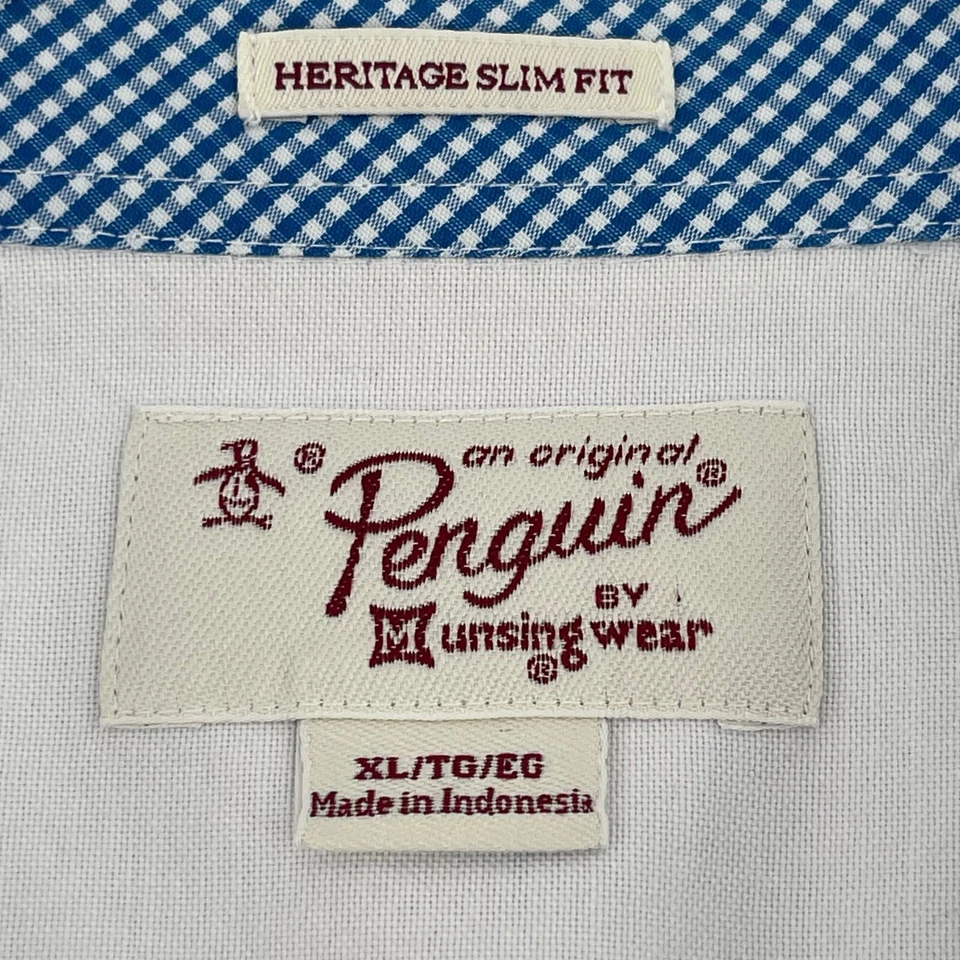 HERITAGE SLIM FIT
®
an original
Penguin®
BY
Munsingwear
®
XL/TG/EG
Made in Indonesia